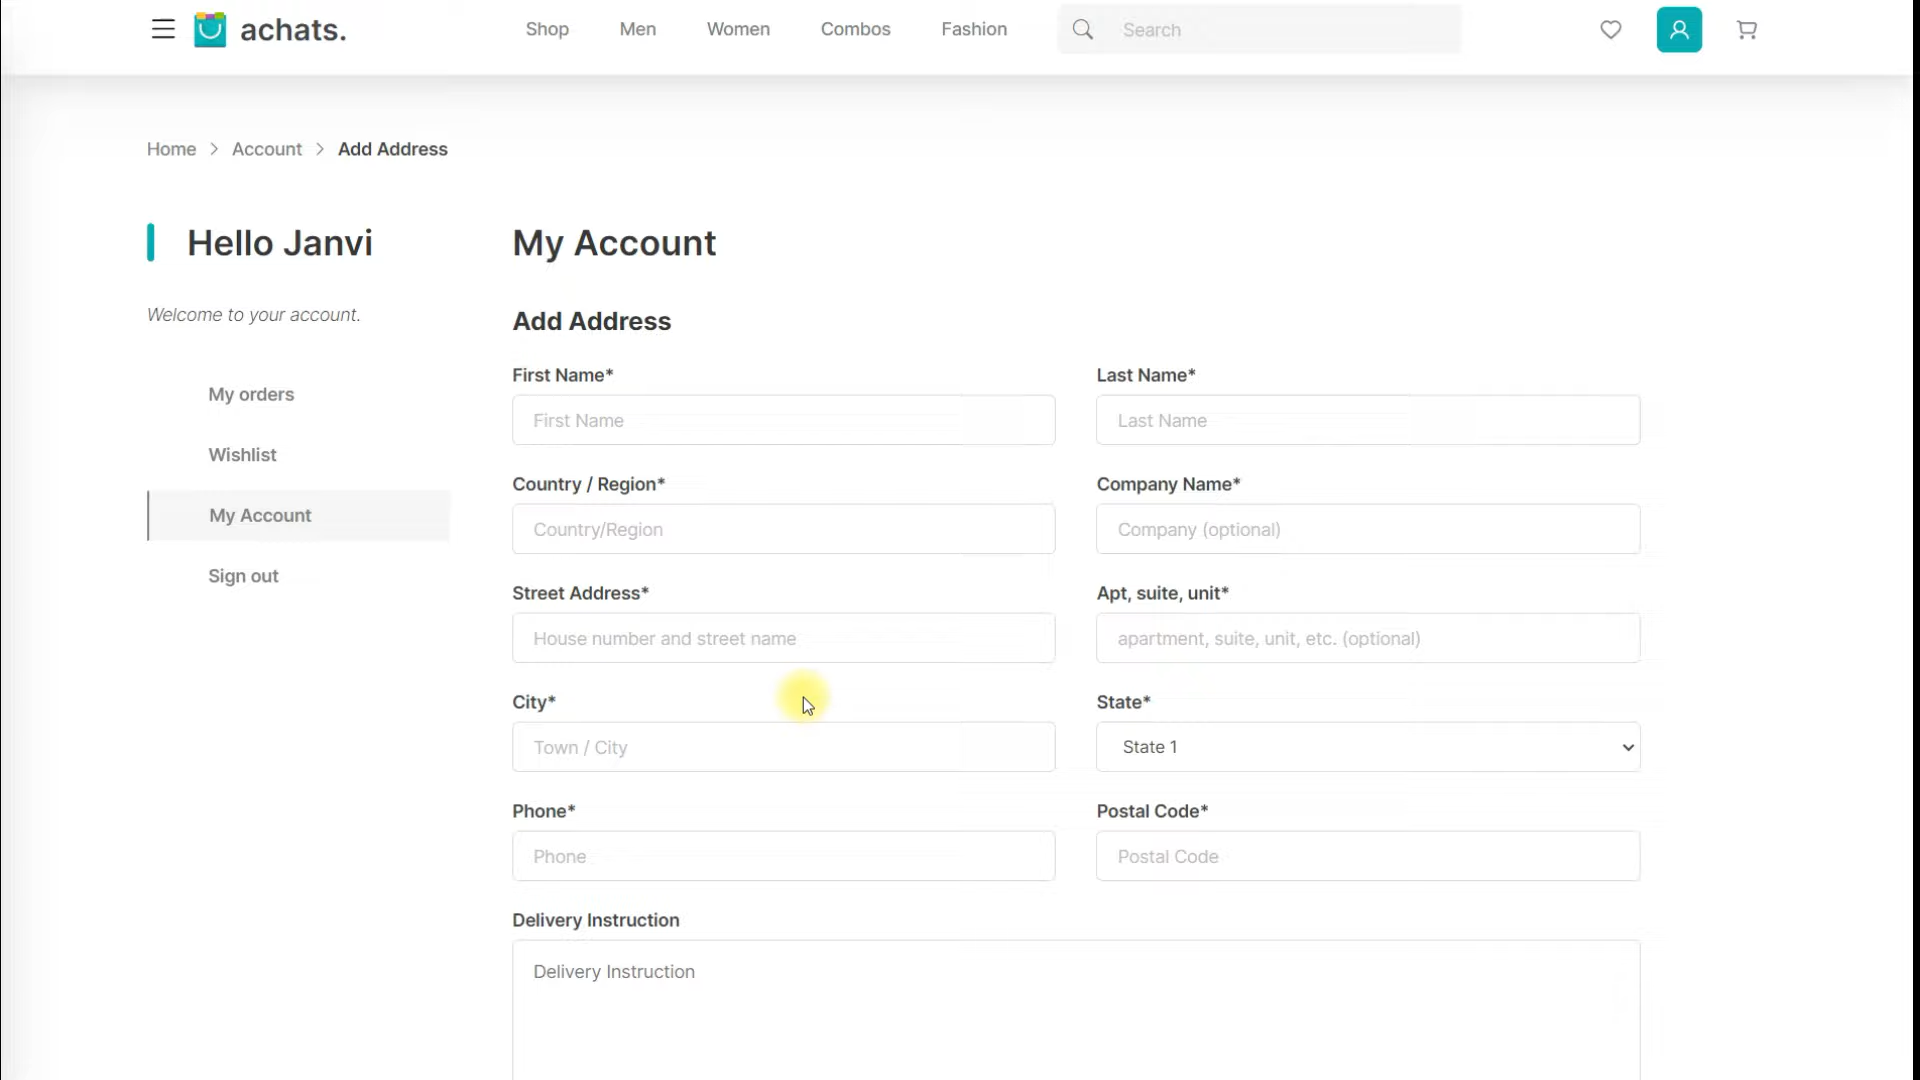 achats.
Shop
Men
Women
Combos
Fashion
Search
Home > Account > Add Address
Hello Janvi
Welcome to your account.
My orders
Wishlist
My Account
Sign out
My Account
Add Address
First Name*
First Name
Last Name*
Last Name
Country / Region*
Country/Region
Company Name*
Company (optional)
Street Address*
House number and street name
Apt, suite, unit*
apartment, suite, unit, etc. (optional)
City*
Town / City
State*
State 1
Phone*
Phone
Postal Code*
Postal Code
Delivery Instruction
Delivery Instruction